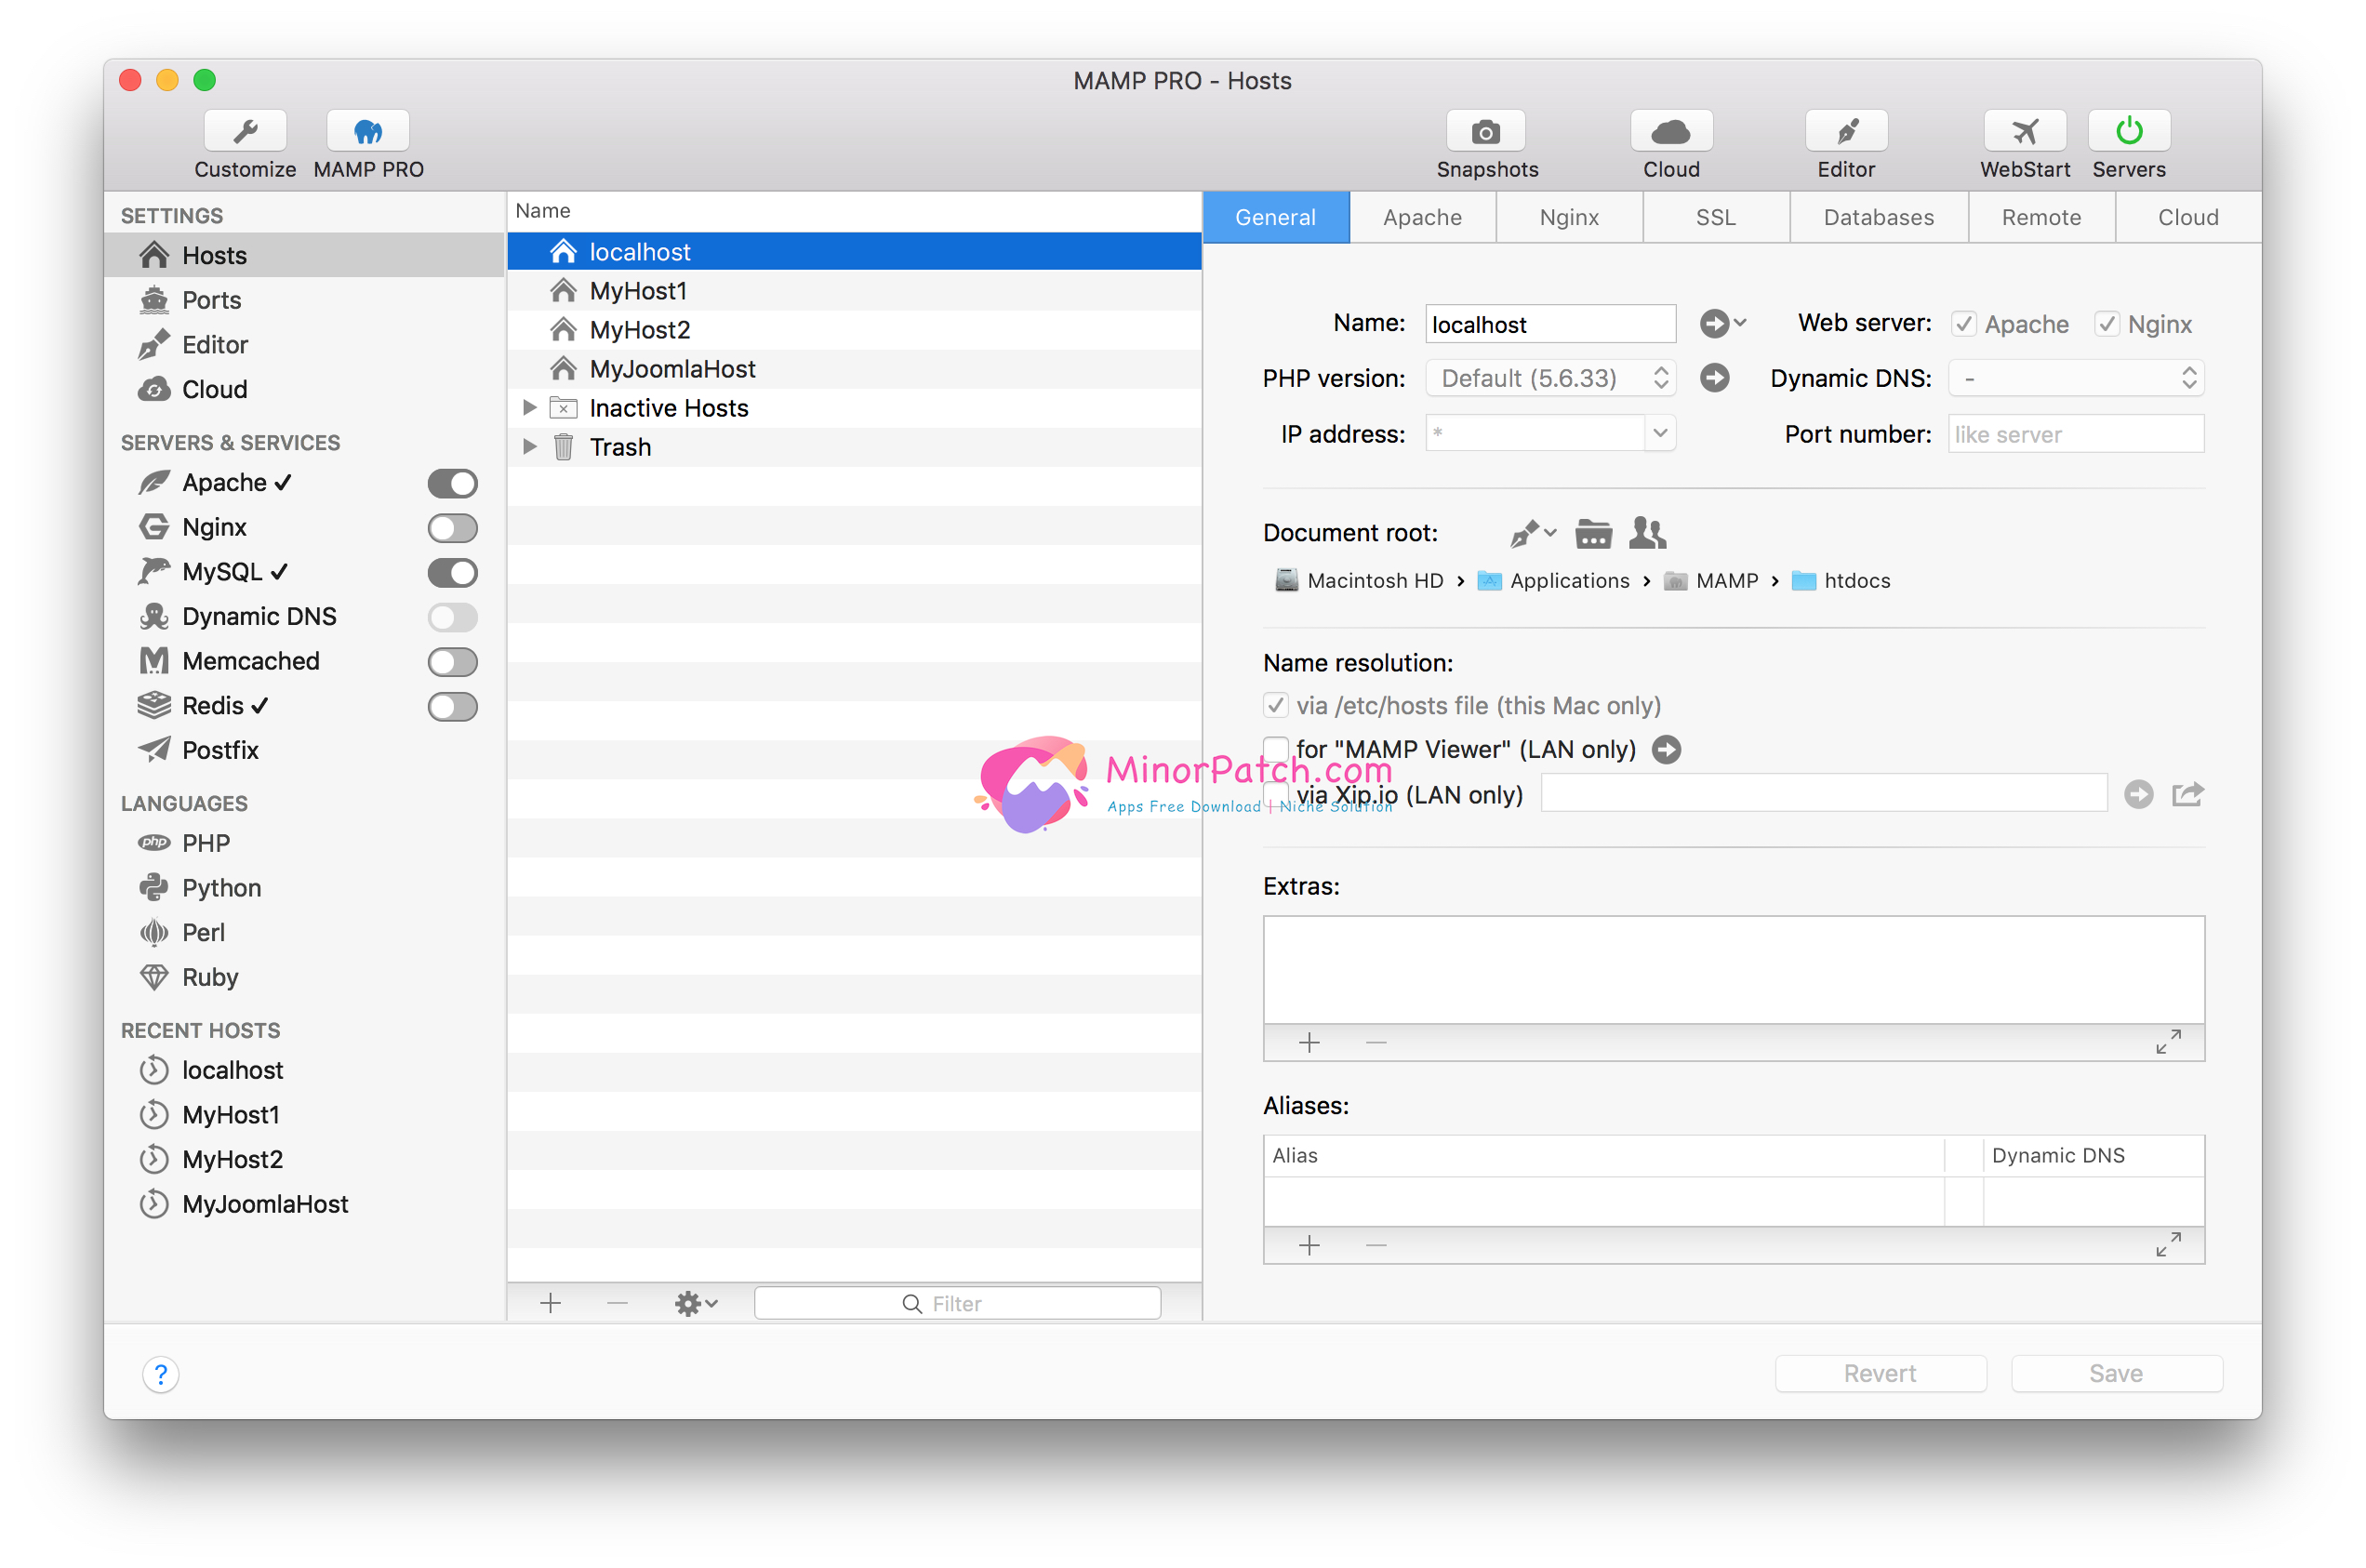 MAMP PRO - Hosts
Customize
MAMP PRO
Snapshots
Cloud
Editor
WebStart
Servers
SETTINGS
Hosts
Ports
Editor
Cloud
SERVERS & SERVICES
Apache ✓
Nginx
MySQL ✓
Dynamic DNS
Memcached
Redis ✓
Postfix
LANGUAGES
php PHP
Python
Perl
Ruby
RECENT HOSTS
localhost
MyHost1
MyHost2
MyJoomlaHost
Name
localhost
MyHost1
MyHost2
MyJoomlaHost
Inactive Hosts
Trash
Filter
General
Apache
Nginx
SSL
Databases
Remote
Cloud
Name: localhost
Web server: Apache Nginx
PHP version: Default (5.6.33)
Dynamic DNS: -
IP address: *
Port number: like server
Document root:
Macintosh HD › Applications › MAMP › htdocs
Name resolution:
via /etc/hosts file (this Mac only)
for "MAMP Viewer" (LAN only)
via Xip.io (LAN only)
MinorPatch.com
Apps Free Download | Niche Solution
Extras:
Aliases:
Alias
Dynamic DNS
?
Revert
Save